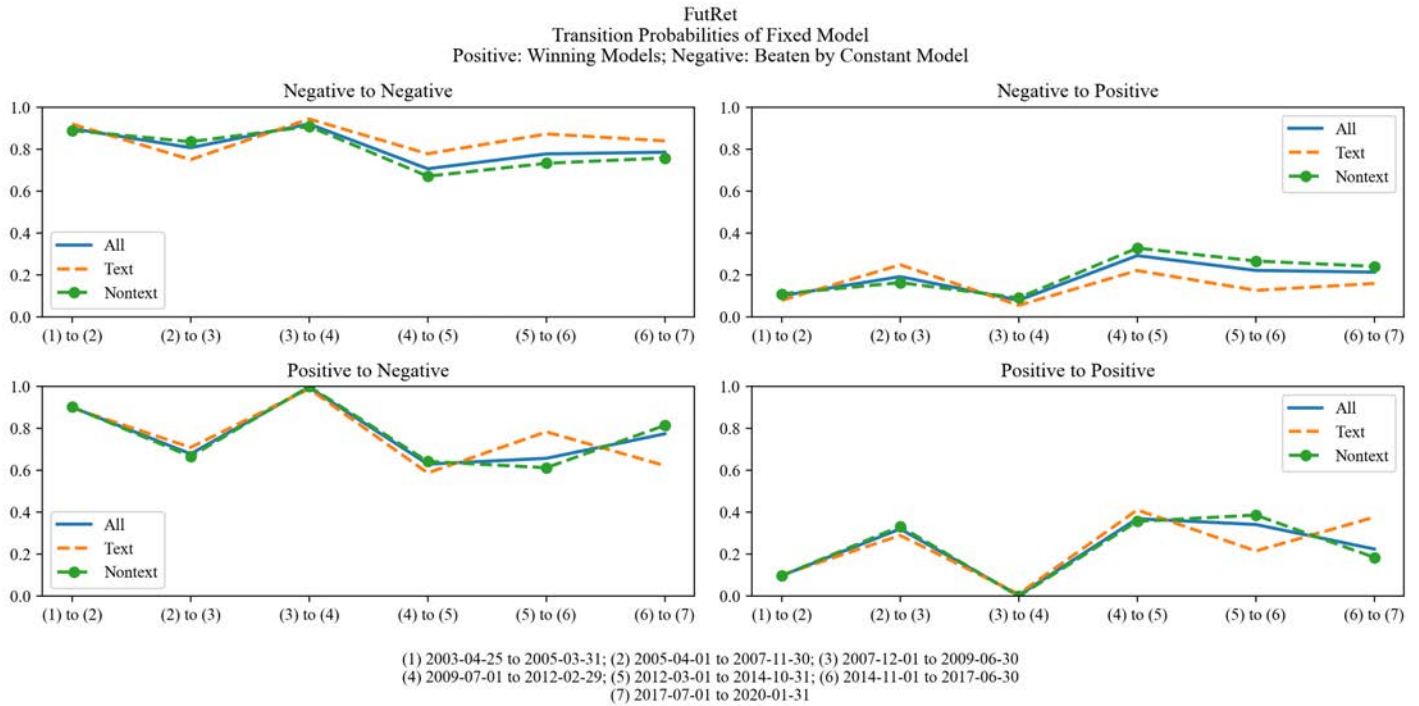 FutRet
Transition Probabilities of Fixed Model
Positive: Winning Models; Negative: Beaten by Constant Model
Negative to Negative
1.0
0.8
0.6
0.4
0.2
0.0
All
Text
Nontext
(1) to (2) (2) to (3) (3) to (4) (4) to (5) (5) to (6) (6) to (7)
Negative to Positive
1.0
0.8
0.6
0.4
0.2
0.0
All
Text
Nontext
(1) to (2) (2) to (3) (3) to (4) (4) to (5) (5) to (6) (6) to (7)
Positive to Negative
1.0
0.8
0.6
0.4
0.2
0.0
All
Text
Nontext
(1) to (2) (2) to (3) (3) to (4) (4) to (5) (5) to (6) (6) to (7)
Positive to Positive
1.0
0.8
0.6
0.4
0.2
0.0
All
Text
Nontext
(1) to (2) (2) to (3) (3) to (4) (4) to (5) (5) to (6) (6) to (7)
(1) 2003-04-25 to 2005-03-31; (2) 2005-04-01 to 2007-11-30; (3) 2007-12-01 to 2009-06-30
(4) 2009-07-01 to 2012-02-29; (5) 2012-03-01 to 2014-10-31; (6) 2014-11-01 to 2017-06-30
(7) 2017-07-01 to 2020-01-31